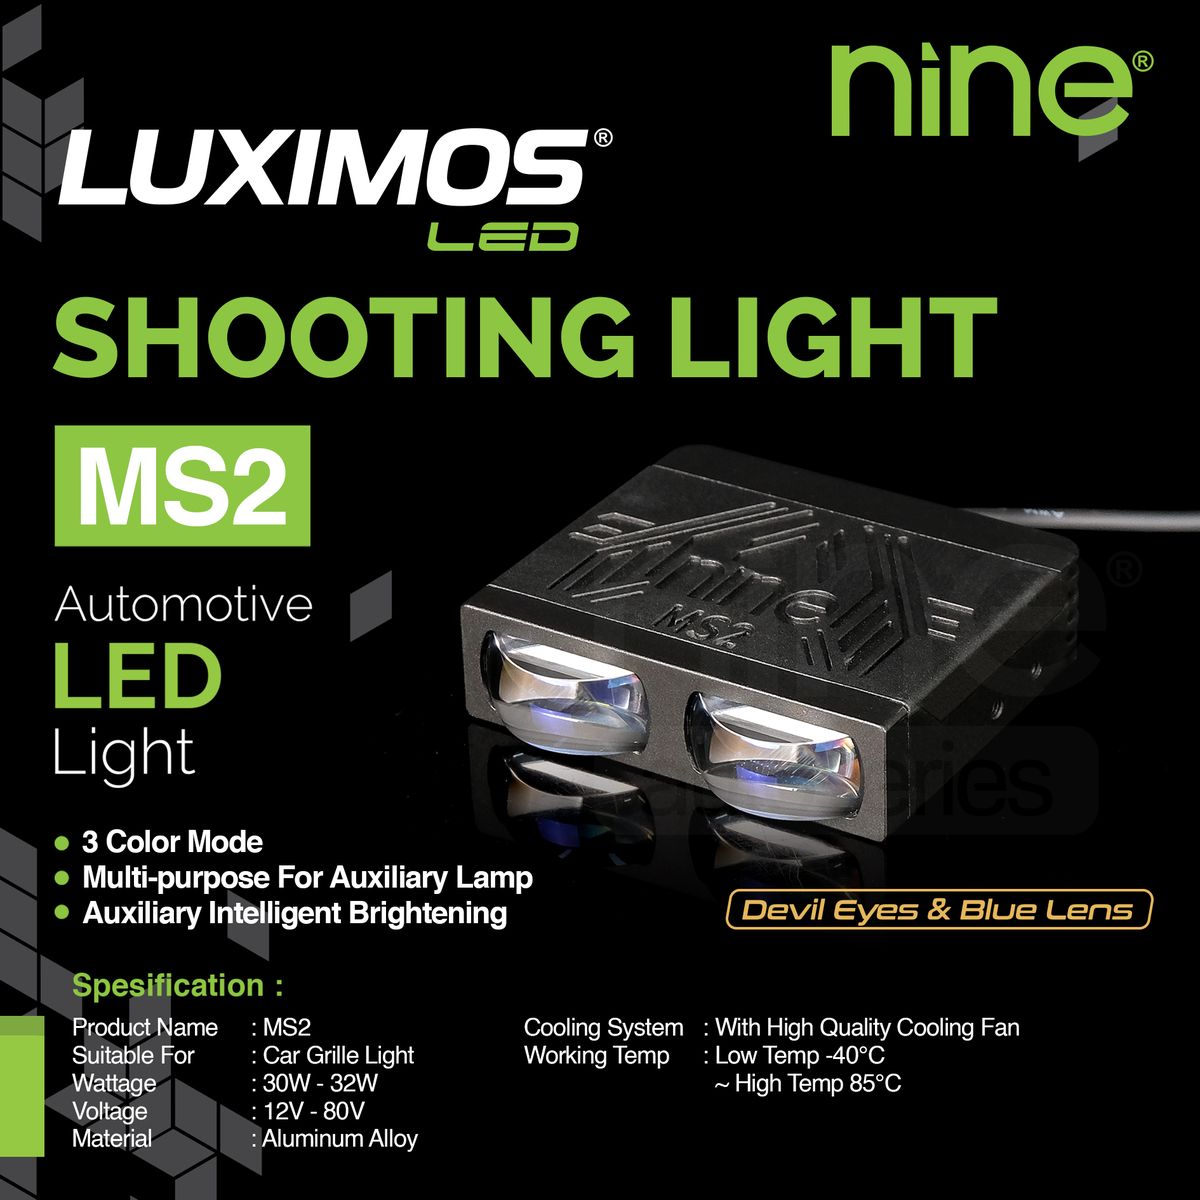 nine®
LUXIMOS®
LED
SHOOTING LIGHT
MS2
Automotive
LED
Light
nine
MS2
• 3 Color Mode
• Multi-purpose For Auxiliary Lamp
• Auxiliary Intelligent Brightening
Devil Eyes & Blue Lens
Spesification :
Product Name : MS2
Suitable For : Car Grille Light
Wattage : 30W - 32W
Voltage : 12V - 80V
Material : Aluminum Alloy
Cooling System : With High Quality Cooling Fan
Working Temp : Low Temp -40°C
~ High Temp 85°C